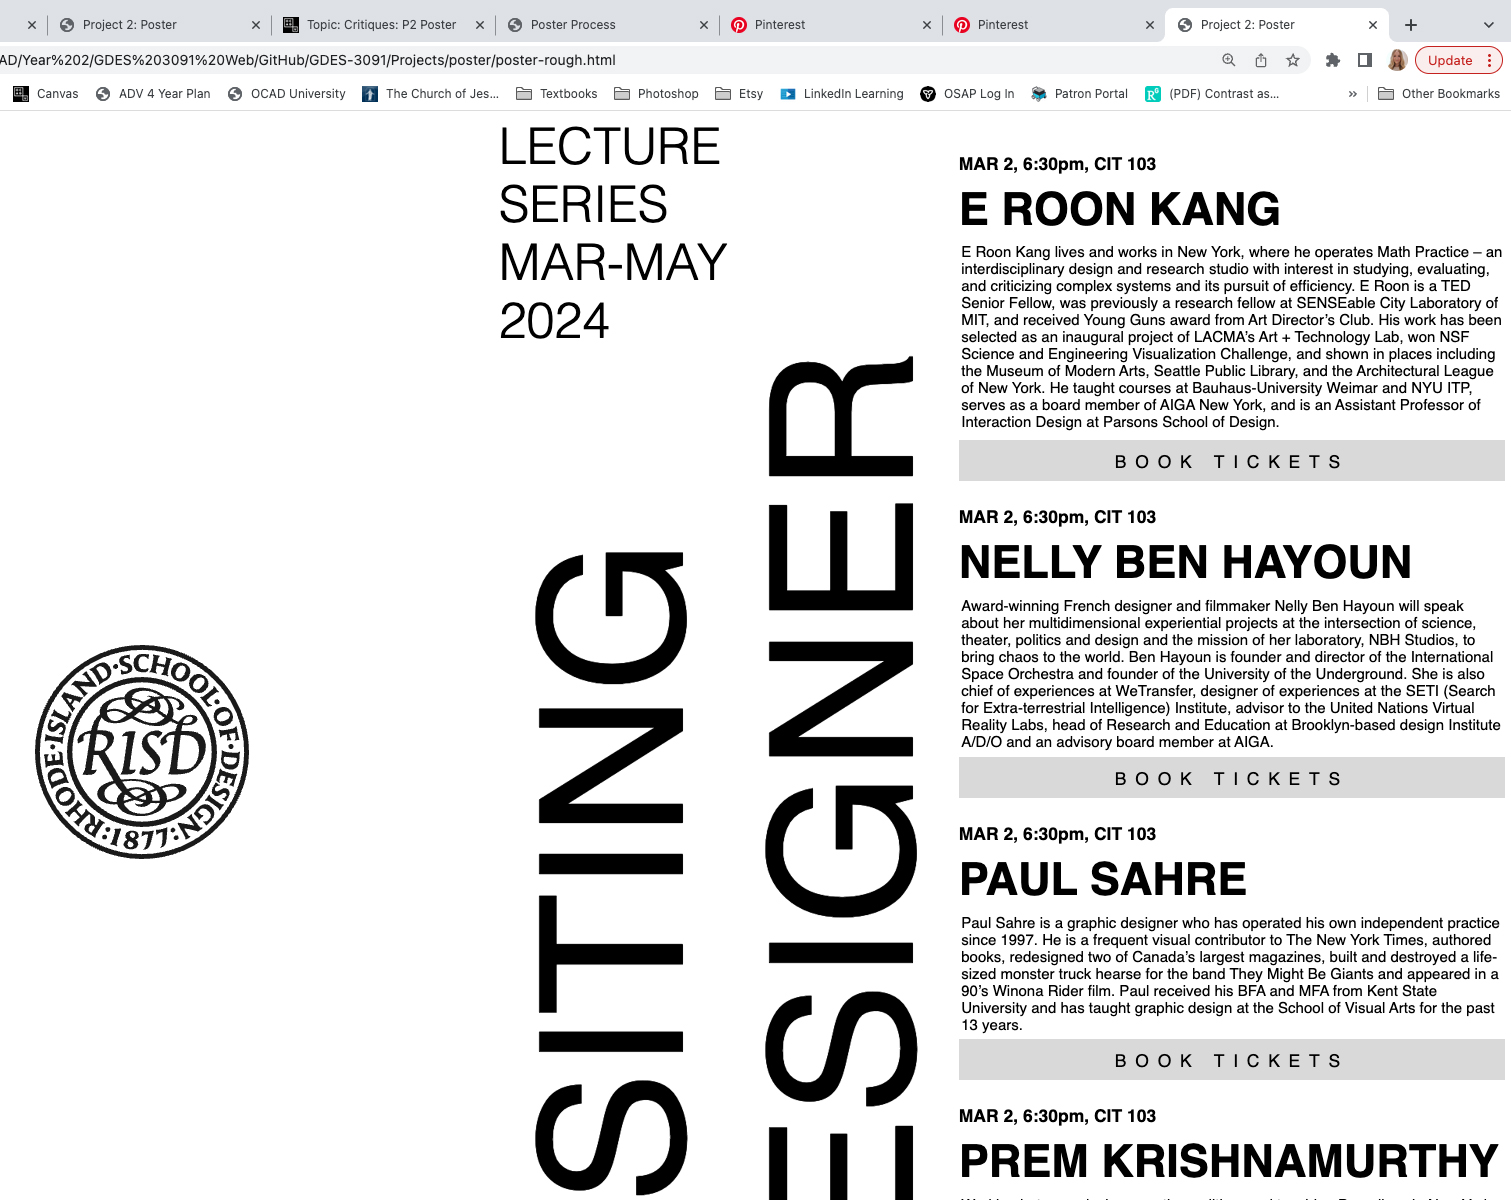 Project 2: Poster
Topic: Critiques: P2 Poster
Poster Process
Pinterest
Pinterest
Project 2: Poster
AD/Year%202/GDES%203091%20Web/GitHub/GDES-3091/Projects/poster/poster-rough.html
Update
Canvas
ADV 4 Year Plan
OCAD University
The Church of Jes...
Textbooks
Photoshop
Etsy
LinkedIn Learning
OSAP Log In
Patron Portal
(PDF) Contrast as...
»
Other Bookmarks
RHODE·ISLAND·SCHOOL·OF·DESIGN
RISD
:1877:
LECTURE
SERIES
MAR-MAY
2024
SITING
ESIGNER
MAR 2, 6:30pm, CIT 103
E ROON KANG
E Roon Kang lives and works in New York, where he operates Math Practice – an
interdisciplinary design and research studio with interest in studying, evaluating,
and criticizing complex systems and its pursuit of efficiency. E Roon is a TED
Senior Fellow, was previously a research fellow at SENSEable City Laboratory of
MIT, and received Young Guns award from Art Director’s Club. His work has been
selected as an inaugural project of LACMA’s Art + Technology Lab, won NSF
Science and Engineering Visualization Challenge, and shown in places including
the Museum of Modern Arts, Seattle Public Library, and the Architectural League
of New York. He taught courses at Bauhaus-University Weimar and NYU ITP,
serves as a board member of AIGA New York, and is an Assistant Professor of
Interaction Design at Parsons School of Design.
BOOK TICKETS
MAR 2, 6:30pm, CIT 103
NELLY BEN HAYOUN
Award-winning French designer and filmmaker Nelly Ben Hayoun will speak
about her multidimensional experiential projects at the intersection of science,
theater, politics and design and the mission of her laboratory, NBH Studios, to
bring chaos to the world. Ben Hayoun is founder and director of the International
Space Orchestra and founder of the University of the Underground. She is also
chief of experiences at WeTransfer, designer of experiences at the SETI (Search
for Extra-terrestrial Intelligence) Institute, advisor to the United Nations Virtual
Reality Labs, head of Research and Education at Brooklyn-based design Institute
A/D/O and an advisory board member at AIGA.
BOOK TICKETS
MAR 2, 6:30pm, CIT 103
PAUL SAHRE
Paul Sahre is a graphic designer who has operated his own independent practice
since 1997. He is a frequent visual contributor to The New York Times, authored
books, redesigned two of Canada’s largest magazines, built and destroyed a life-
sized monster truck hearse for the band They Might Be Giants and appeared in a
90’s Winona Rider film. Paul received his BFA and MFA from Kent State
University and has taught graphic design at the School of Visual Arts for the past
13 years.
BOOK TICKETS
MAR 2, 6:30pm, CIT 103
PREM KRISHNAMURTHY